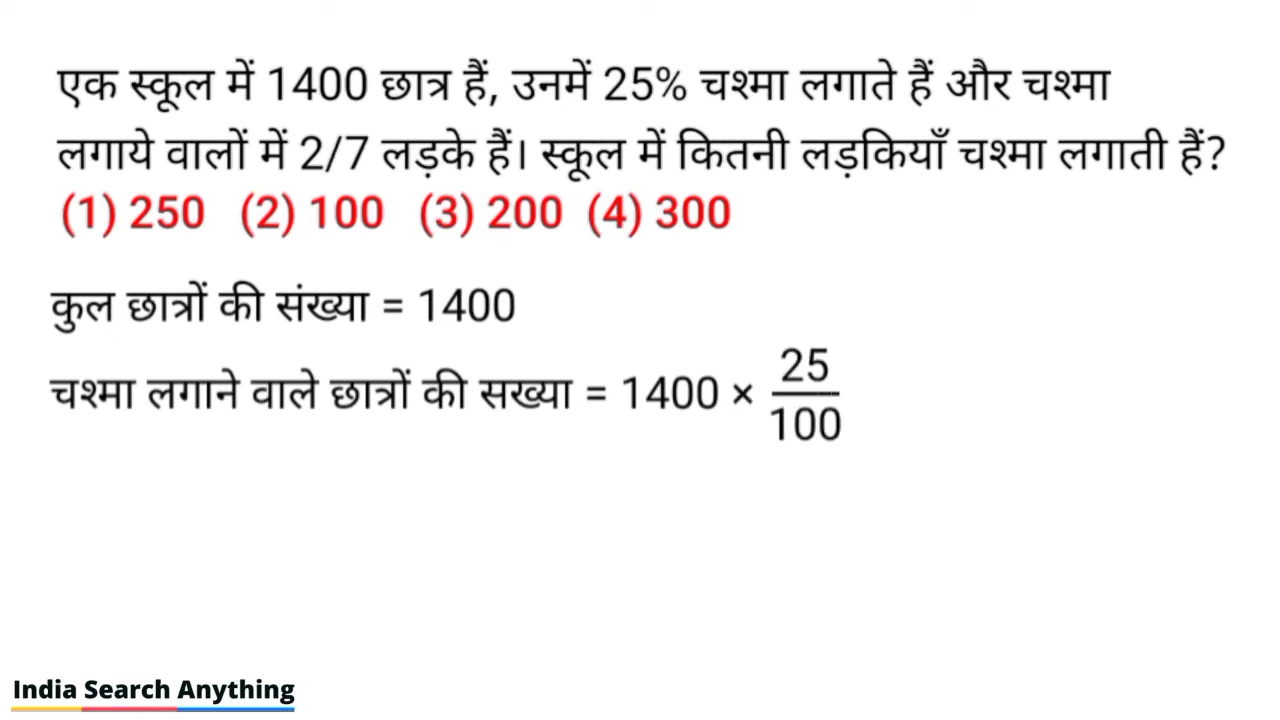 एक स्कूल में 1400 छात्र हैं, उनमें 25% चश्मा लगाते हैं और चश्मा
लगाये वालों में 2/7 लड़के हैं। स्कूल में कितनी लड़कियाँ चश्मा लगाती हैं?
(1) 250 (2) 100 (3) 200 (4) 300
कुल छात्रों की संख्या = 1400
चश्मा लगाने वाले छात्रों की सख्या = 1400 × 25/100
India Search Anything